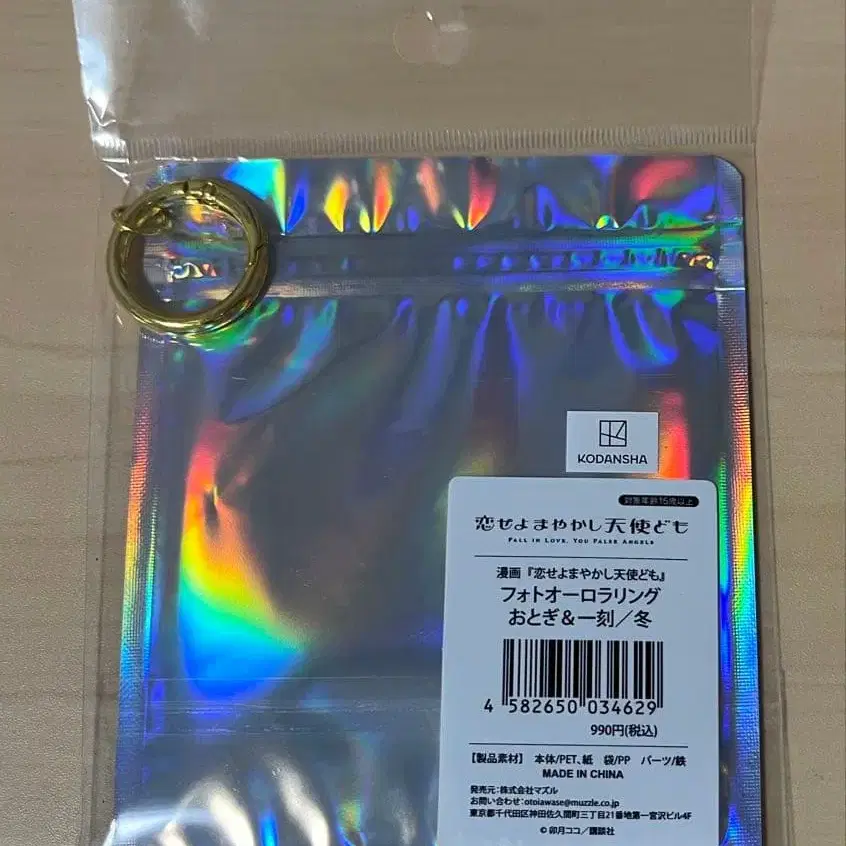 KODANSHA
対象年齢15歳以上
恋せよまやかし天使ども
FALL IN LOVE, YOU FALSE ANGELS
漫画『恋せよまやかし天使ども』
フォトオーロラリング
おとぎ&一刻/冬
4 582650 034629
990円(税込)
【製品素材】 本体/PET、紙 袋/PP パーツ/鉄
MADE IN CHINA
発売元:株式会社マズル
お問い合わせ:otoiawase@muzzle.co.jp
東京都千代田区神田佐久間町三丁目21番地第一宮沢ビル4F
© 卯月ココ/講談社